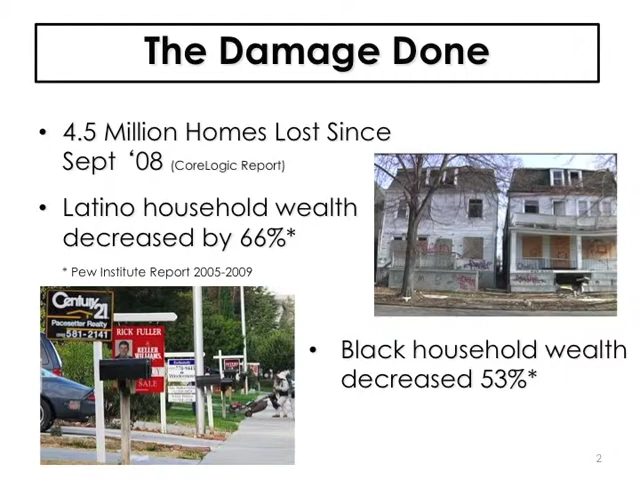 The Damage Done
• 4.5 Million Homes Lost Since
Sept ‘08 (CoreLogic Report)
• Latino household wealth
decreased by 66%*
* Pew Institute Report 2005-2009
Century
21
Pacesetter Realty
581-2141
RICK FULLER
KELLER
WILLIAMS
SALE
• Black household wealth
decreased 53%*
2